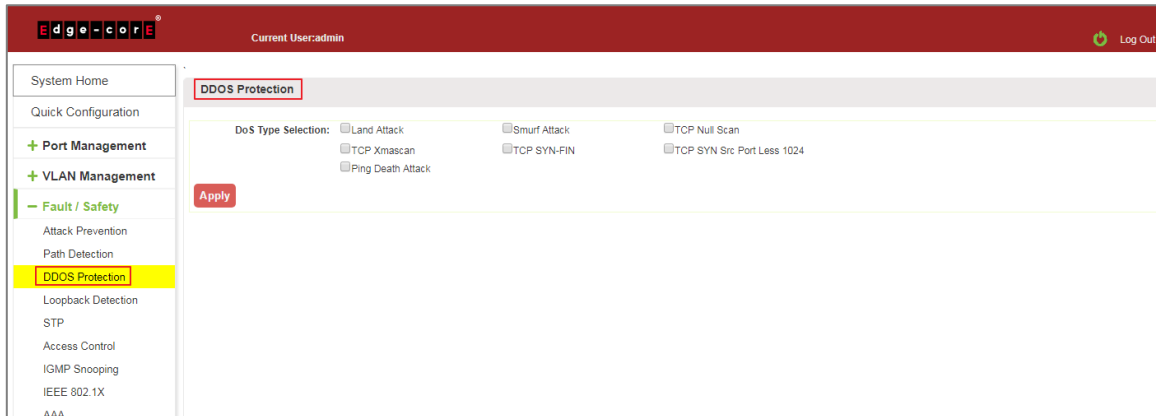 Edge-corE®
Current User:admin
Log Out
System Home
Quick Configuration
+ Port Management
+ VLAN Management
− Fault / Safety
Attack Prevention
Path Detection
DDOS Protection
Loopback Detection
STP
Access Control
IGMP Snooping
IEEE 802.1X
AAA
DDOS Protection
DoS Type Selection: Land Attack Smurf Attack TCP Null Scan
TCP Xmascan TCP SYN-FIN TCP SYN Src Port Less 1024
Ping Death Attack
Apply